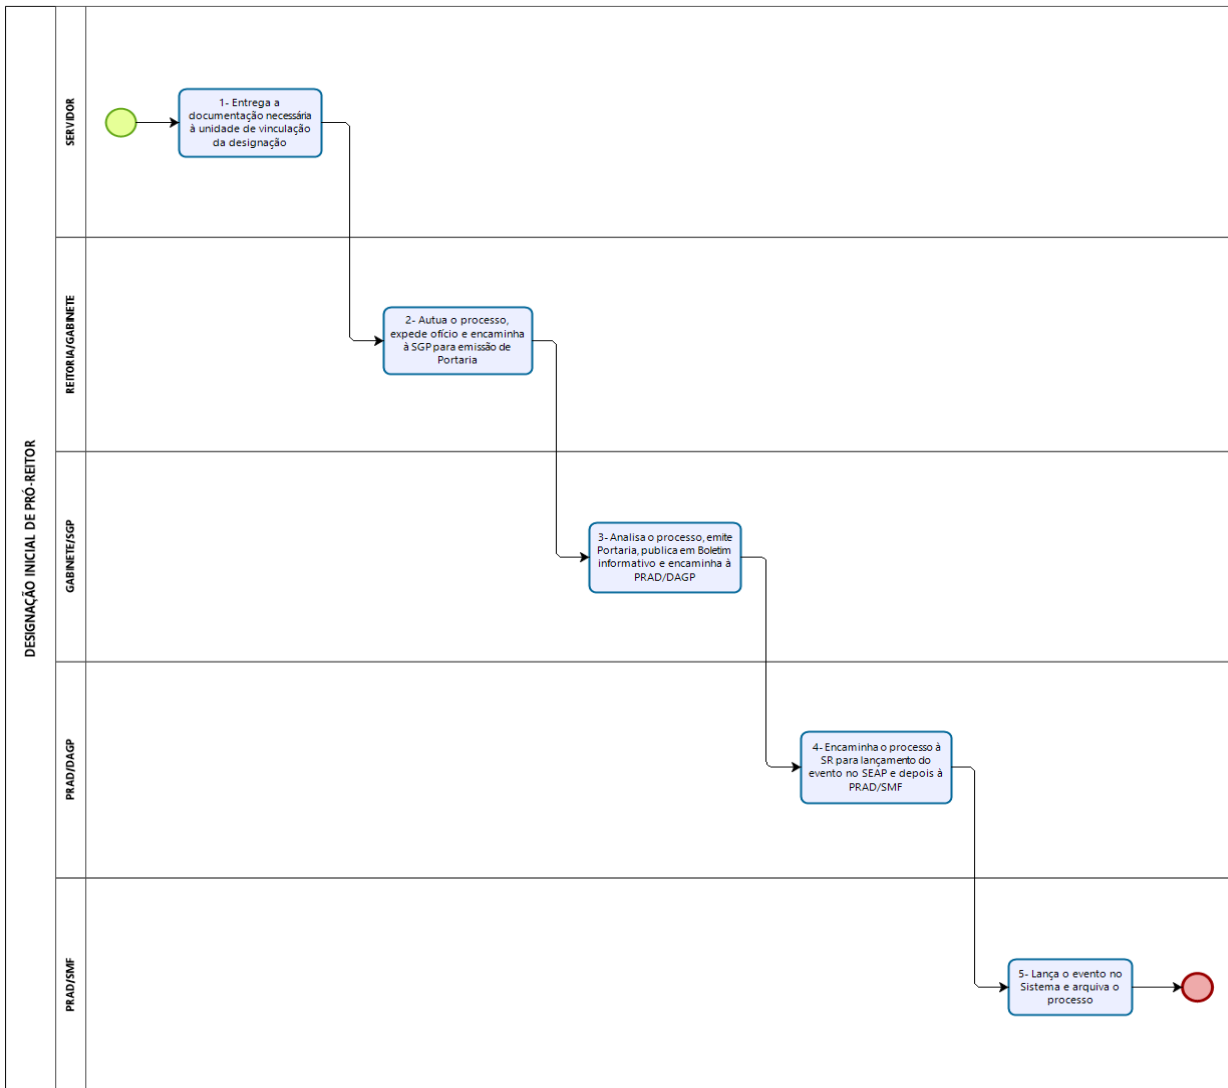 DESIGNAÇÃO INICIAL DE PRÓ-REITOR
SERVIDOR
1- Entrega a
documentação necessária
à unidade de vinculação
da designação
REITORIA/GABINETE
2- Autua o processo,
expede ofício e encaminha
à SGP para emissão de
Portaria
GABINETE/SGP
3- Analisa o processo, emite
Portaria, publica em Boletim
informativo e encaminha à
PRAD/DAGP
PRAD/DAGP
4- Encaminha o processo à
SR para lançamento do
evento no SEAP e depois à
PRAD/SMF
PRAD/SMF
5- Lança o evento no
Sistema e arquiva o
processo